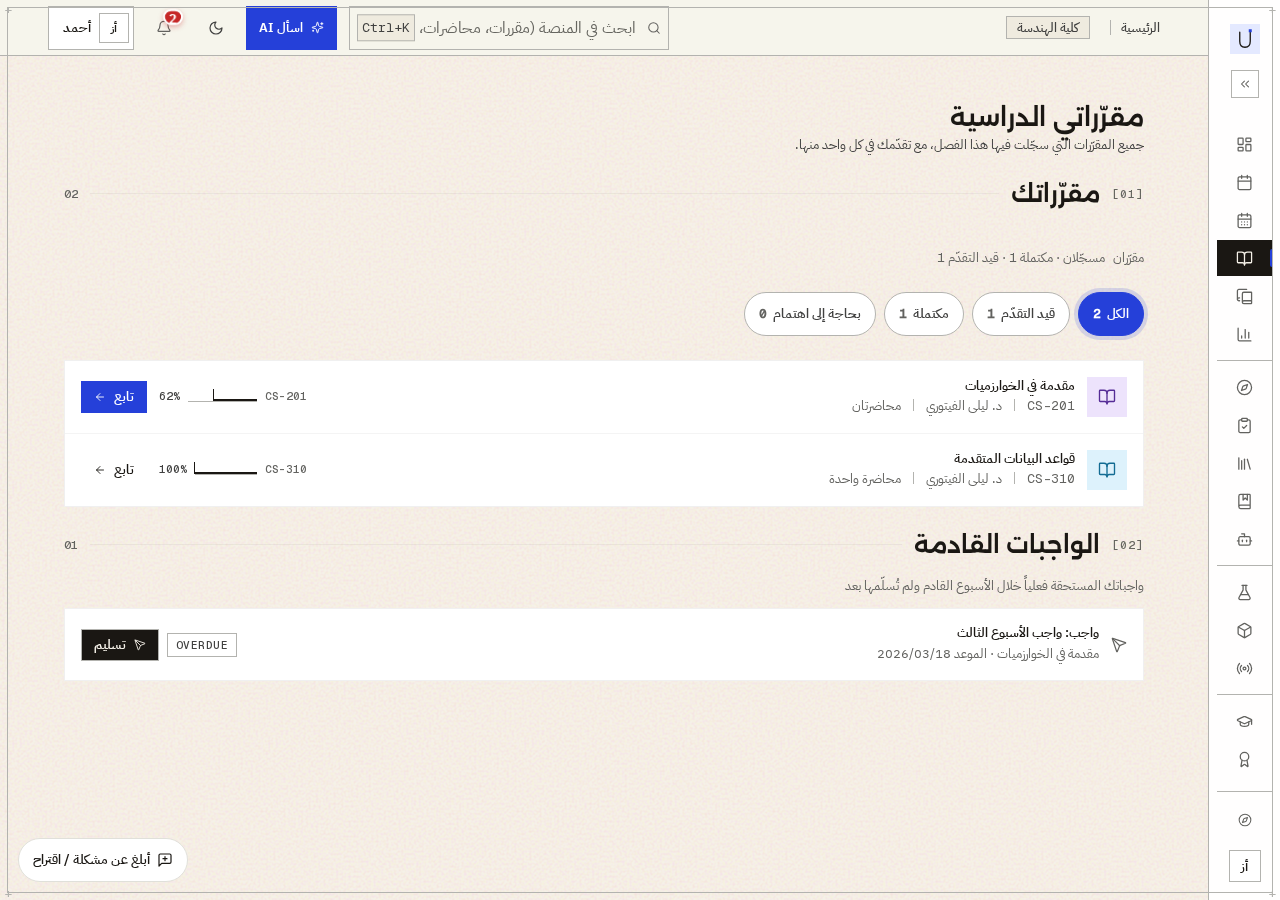 الرئيسية
كلية الهندسة
ابحث في المنصة (مقررات، محاضرات، Ctrl+K
اسأل AI
2
أز أحمد
مقرّراتي الدراسية
جميع المقرّرات التي سجّلت فيها هذا الفصل، مع تقدّمك في كل واحد منها.
[01] مقرّراتك 02
مقرّران مسجّلان · مكتملة 1 · قيد التقدّم 1
الكل 2
قيد التقدّم 1
مكتملة 1
بحاجة إلى اهتمام 0
مقدمة في الخوارزميات
CS-201 د. ليلى الفيتوري محاضرتان
CS-201 62% تابع
قواعد البيانات المتقدمة
CS-310 د. ليلى الفيتوري محاضرة واحدة
CS-310 100% تابع
[02] الواجبات القادمة 01
واجباتك المستحقة فعلياً خلال الأسبوع القادم ولم تُسلّمها بعد
واجب: واجب الأسبوع الثالث
مقدمة في الخوارزميات · الموعد 2026/03/18
OVERDUE
تسليم
أبلغ عن مشكلة / اقتراح
أز